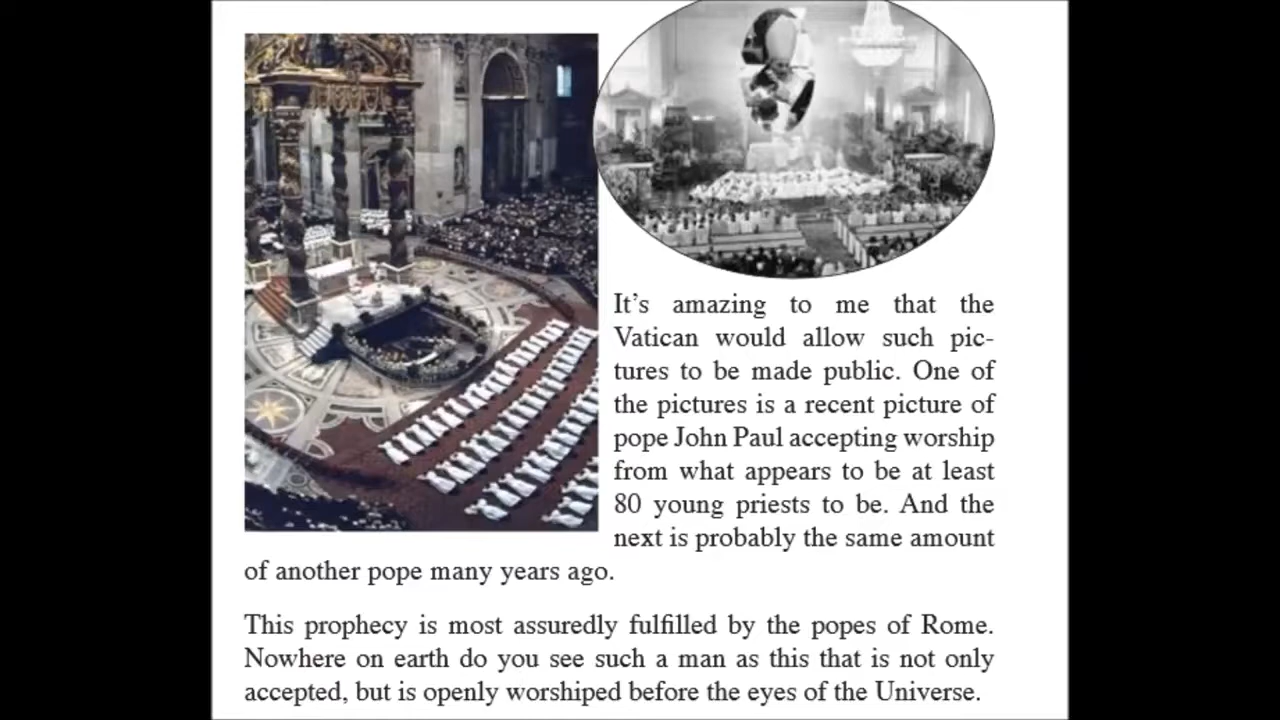 It’s amazing to me that the
Vatican would allow such pic-
tures to be made public. One of
the pictures is a recent picture of
pope John Paul accepting worship
from what appears to be at least
80 young priests to be. And the
next is probably the same amount
of another pope many years ago.
This prophecy is most assuredly fulfilled by the popes of Rome.
Nowhere on earth do you see such a man as this that is not only
accepted, but is openly worshiped before the eyes of the Universe.